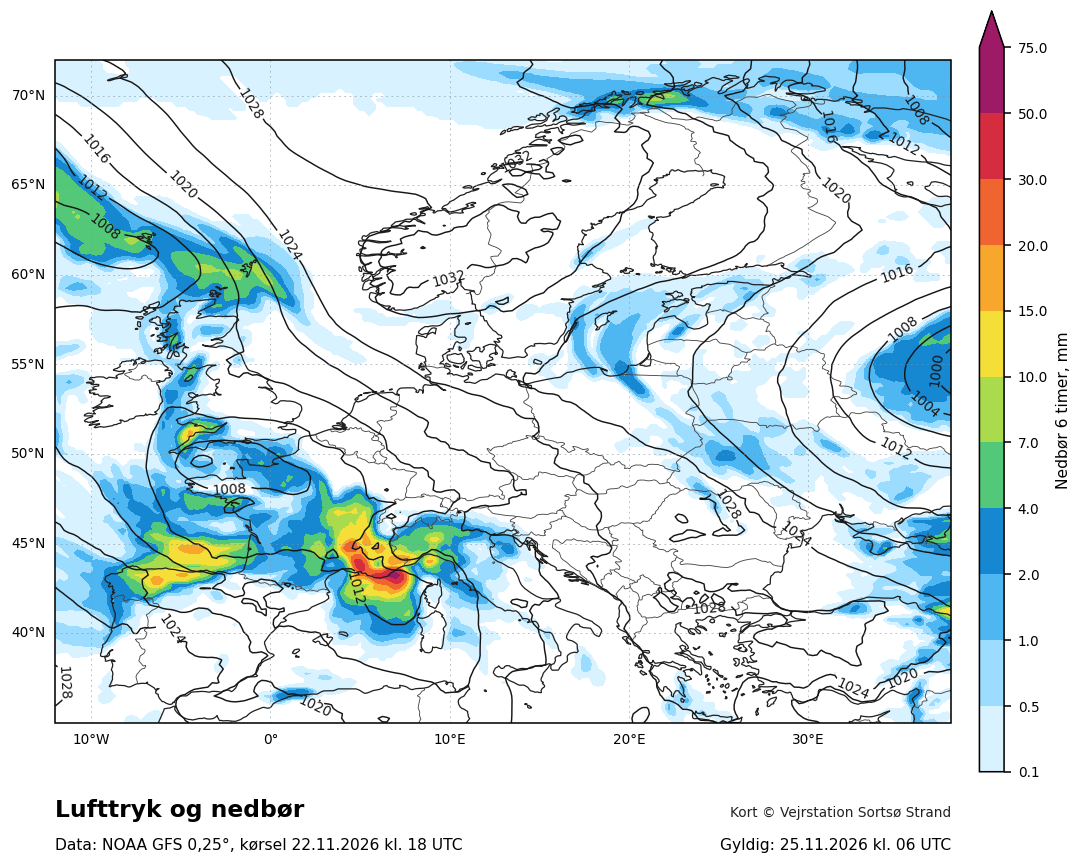 75.0
50.0
30.0
20.0
15.0
10.0
7.0
4.0
2.0
1.0
0.5
0.1
Nedbør 6 timer, mm
70°N
65°N
60°N
55°N
50°N
45°N
40°N
10°W
0°
10°E
20°E
30°E
1028
1016
1012
1008
1020
1024
1032
1032
1016
1008
1012
1020
1016
1008
1000
1004
1012
1008
1028
1024
1012
1024
1028
1020
1028
1024
1020
Lufttryk og nedbør
Kort © Vejrstation Sortsø Strand
Data: NOAA GFS 0,25°, kørsel 22.11.2026 kl. 18 UTC
Gyldig: 25.11.2026 kl. 06 UTC